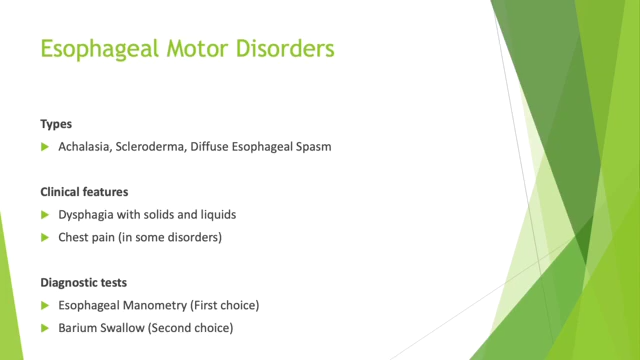 Esophageal Motor Disorders
Types
Achalasia, Scleroderma, Diffuse Esophageal Spasm
Clinical features
Dysphagia with solids and liquids
Chest pain (in some disorders)
Diagnostic tests
Esophageal Manometry (First choice)
Barium Swallow (Second choice)